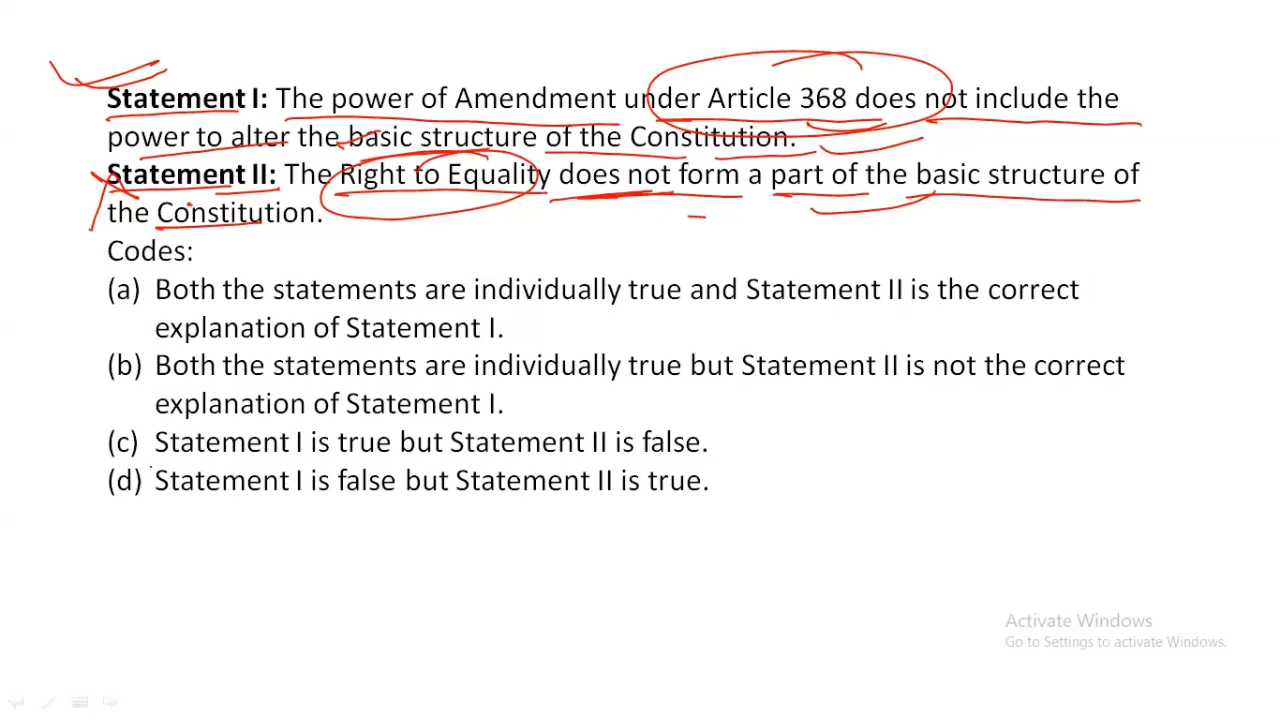 Statement I: The power of Amendment under Article 368 does not include the
power to alter the basic structure of the Constitution.
Statement II: The Right to Equality does not form a part of the basic structure of
the Constitution.
Codes:
(a) Both the statements are individually true and Statement II is the correct
explanation of Statement I.
(b) Both the statements are individually true but Statement II is not the correct
explanation of Statement I.
(c) Statement I is true but Statement II is false.
(d) Statement I is false but Statement II is true.
Activate Windows
Go to Settings to activate Windows.